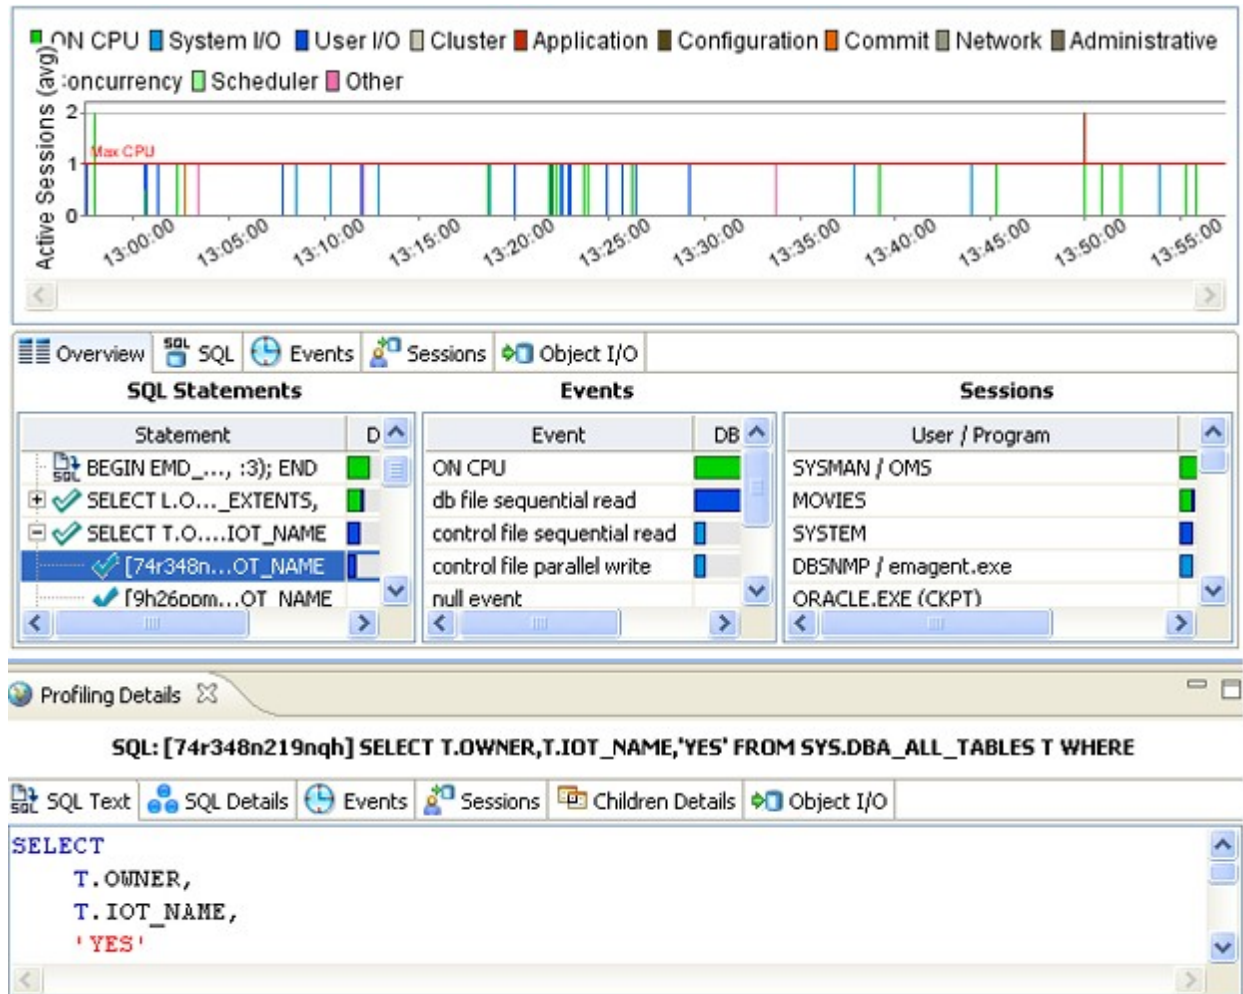 ON CPU System I/O User I/O Cluster Application Configuration Commit Network Administrative
oncurrency Scheduler Other
Active Sessions (avg)
2
Max CPU
1
0
13:00:00 13:05:00 13:10:00 13:15:00 13:20:00 13:25:00 13:30:00 13:35:00 13:40:00 13:45:00 13:50:00 13:55:00
Overview SQL SQL Events Sessions Object I/O
SQL Statements Events Sessions
Statement D Event DB User / Program
SQL BEGIN EMD_..., :3); END ON CPU SYSMAN / OMS
SELECT L.O..._EXTENTS, db file sequential read MOVIES
SELECT T.O....IOT_NAME control file sequential read SYSTEM
[74r348n...OT_NAME control file parallel write DBSNMP / emagent.exe
[9h26ppm...OT_NAME null event ORACLE.EXE (CKPT)
Profiling Details
SQL: [74r348n219nqh] SELECT T.OWNER,T.IOT_NAME,'YES' FROM SYS.DBA_ALL_TABLES T WHERE
SQL SQL Text SQL Details Events Sessions Children Details Object I/O
SELECT
T.OWNER,
T.IOT_NAME,
'YES'